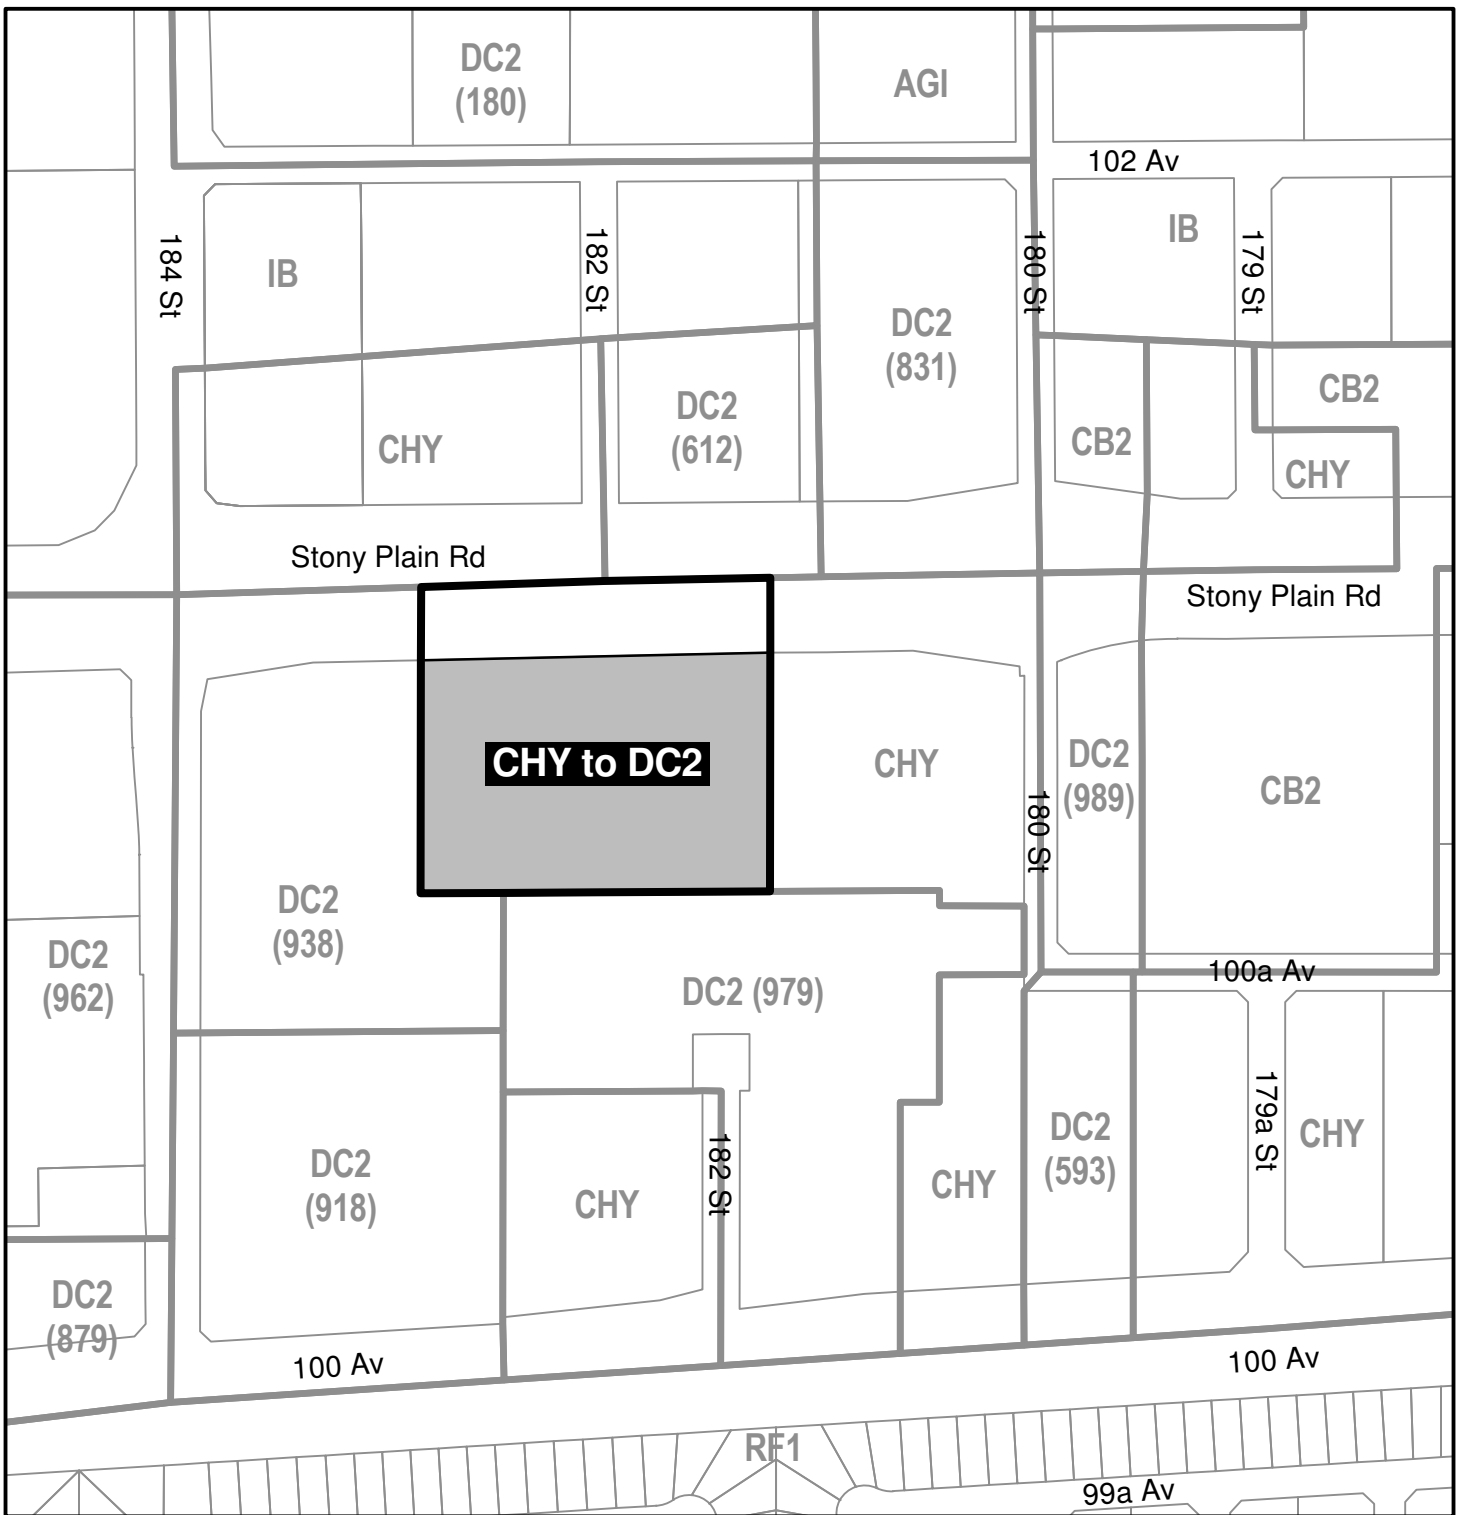 DC2
(180)
AGI
102 Av
184 St
IB
182 St
DC2
(831)
180 St
IB
179 St
CHY
DC2
(612)
CB2
CB2
CHY
Stony Plain Rd
Stony Plain Rd
CHY to DC2
CHY
180 St
DC2
(989)
CB2
DC2
(938)
DC2
(962)
DC2 (979)
100a Av
DC2
(918)
CHY
182 St
CHY
DC2
(593)
179a St
CHY
DC2
(879)
100 Av
100 Av
RF1
99a Av